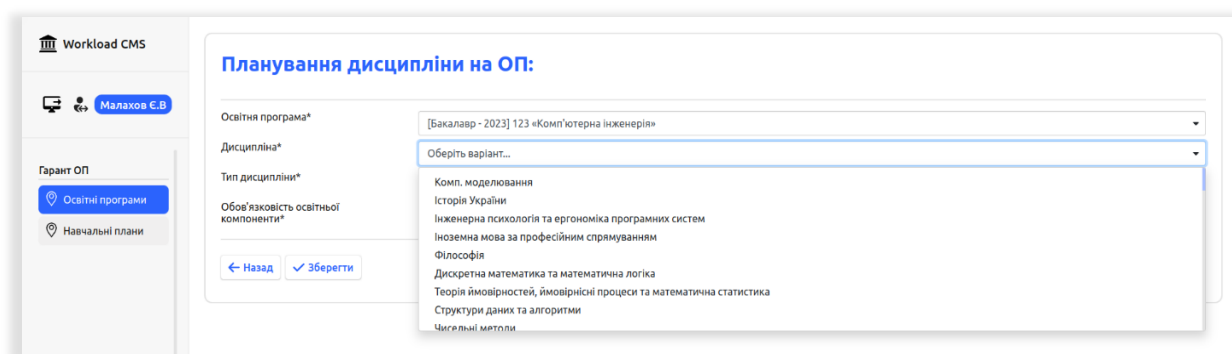 Workload CMS
Малахов Є.В
Гарант ОП
Освітні програми
Навчальні плани
Планування дисципліни на ОП:
Освітня програма*
[Бакалавр - 2023] 123 «Комп'ютерна інженерія»
Дисципліна*
Оберіть варіант...
Тип дисципліни*
Обов'язковість освітньої
компоненти*
Комп. моделювання
Історія України
Інженерна психологія та ергономіка програмних систем
Іноземна мова за професійним спрямуванням
Філософія
Дискретна математика та математична логіка
Теорія ймовірностей, ймовірнісні процеси та математична статистика
Структури даних та алгоритми
Чисельні методи
Назад
Зберегти